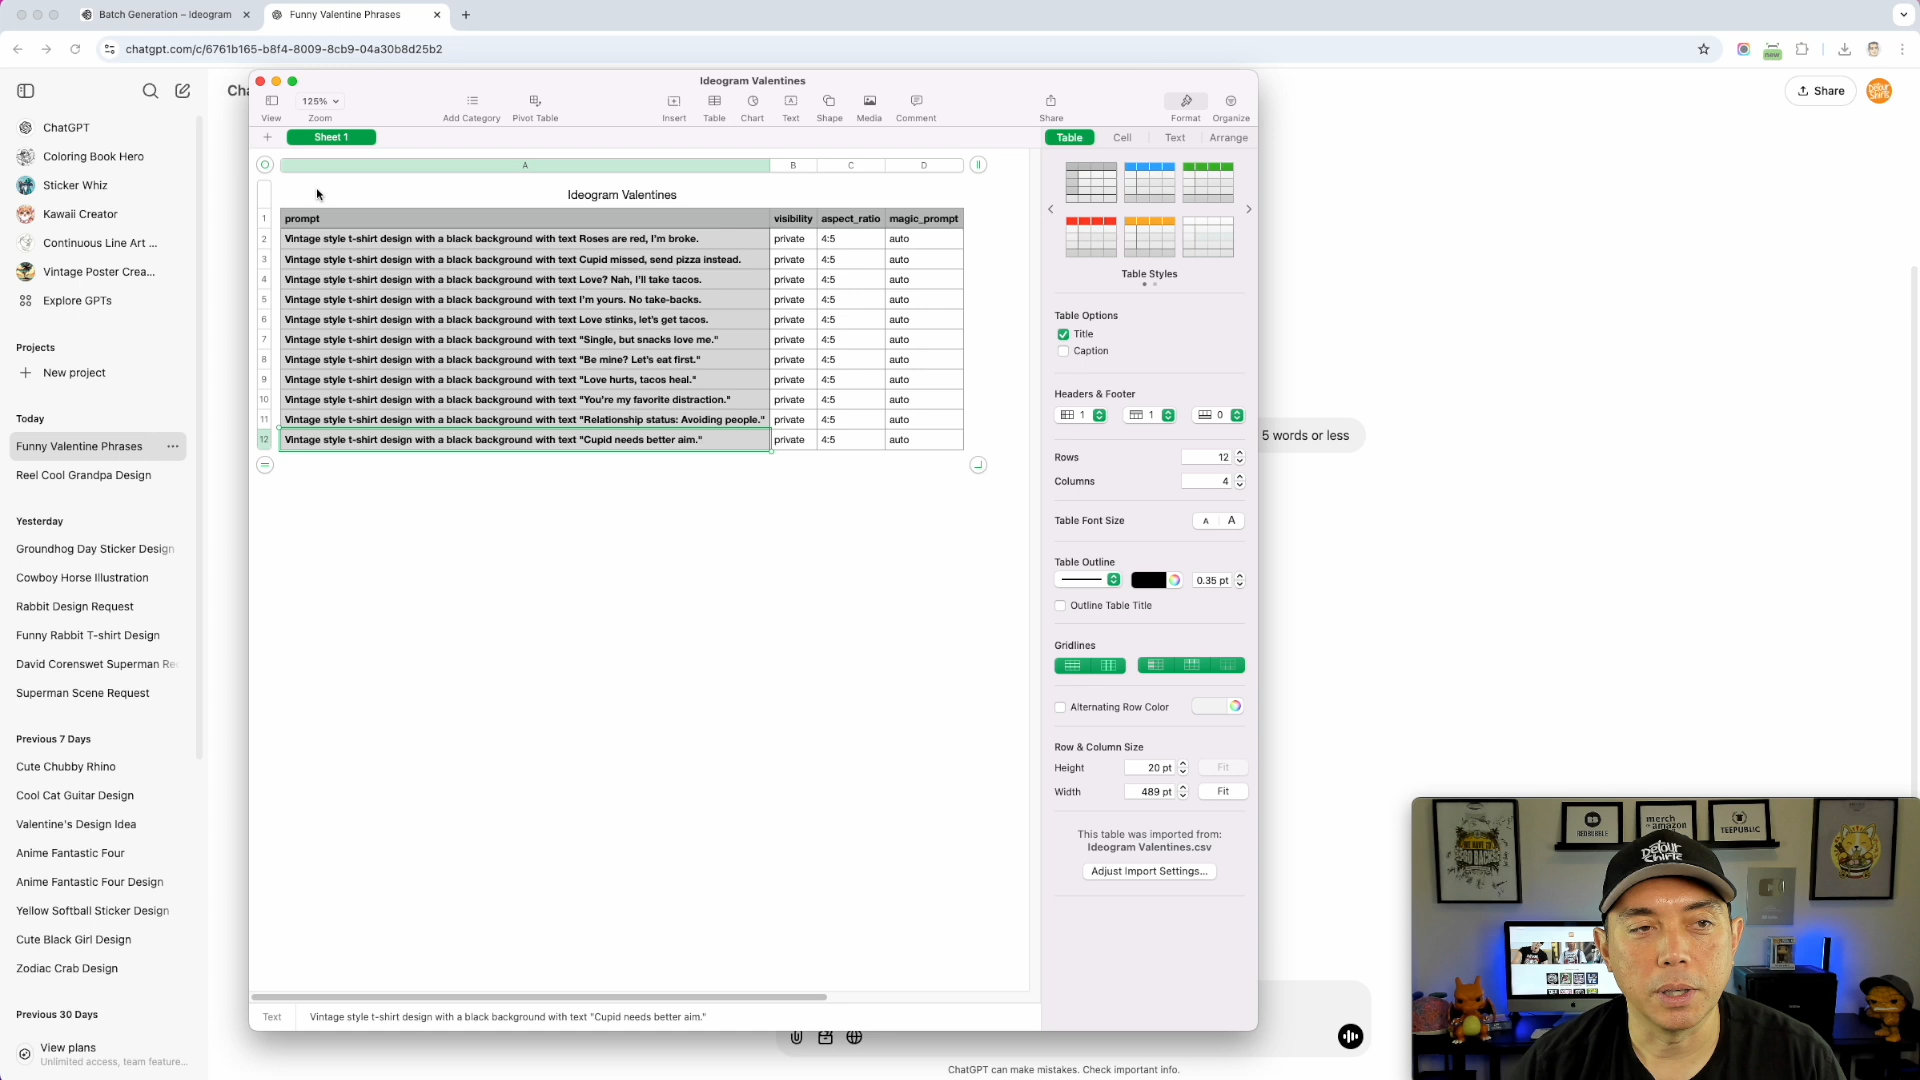 Batch Generation – Ideogram
Funny Valentine Phrases
chatgpt.com/c/6761b165-b8f4-8009-8cb9-04a30b8d25b2
new
Share
ChatGPT
Coloring Book Hero
Sticker Whiz
Kawaii Creator
Continuous Line Art ...
Vintage Poster Crea...
Explore GPTs
Projects
New project
Today
Funny Valentine Phrases
Reel Cool Grandpa Design
Yesterday
Groundhog Day Sticker Design
Cowboy Horse Illustration
Rabbit Design Request
Funny Rabbit T-shirt Design
David Corenswet Superman Re
Superman Scene Request
Previous 7 Days
Cute Chubby Rhino
Cool Cat Guitar Design
Valentine's Design Idea
Anime Fantastic Four
Anime Fantastic Four Design
Yellow Softball Sticker Design
Cute Black Girl Design
Zodiac Crab Design
Previous 30 Days
View plans
Unlimited access, team feature...
Cha
Ideogram Valentines
125%
View Zoom Add Category Pivot Table Insert Table Chart Text Shape Media Comment Share Format Organize
Sheet 1
Table Cell Text Arrange
A B C D
Ideogram Valentines
1 prompt visibility aspect_ratio magic_prompt
2 Vintage style t-shirt design with a black background with text Roses are red, I'm broke. private 4:5 auto
3 Vintage style t-shirt design with a black background with text Cupid missed, send pizza instead. private 4:5 auto
4 Vintage style t-shirt design with a black background with text Love? Nah, I'll take tacos. private 4:5 auto
5 Vintage style t-shirt design with a black background with text I'm yours. No take-backs. private 4:5 auto
6 Vintage style t-shirt design with a black background with text Love stinks, let's get tacos. private 4:5 auto
7 Vintage style t-shirt design with a black background with text "Single, but snacks love me." private 4:5 auto
8 Vintage style t-shirt design with a black background with text "Be mine? Let's eat first." private 4:5 auto
9 Vintage style t-shirt design with a black background with text "Love hurts, tacos heal." private 4:5 auto
10 Vintage style t-shirt design with a black background with text "You're my favorite distraction." private 4:5 auto
11 Vintage style t-shirt design with a black background with text "Relationship status: Avoiding people." private 4:5 auto
12 Vintage style t-shirt design with a black background with text "Cupid needs better aim." private 4:5 auto
Table Styles
Table Options
Title
Caption
Headers & Footer
1 1 0
Rows 12
Columns 4
Table Font Size A A
Table Outline
0.35 pt
Outline Table Title
Gridlines
Alternating Row Color
Row & Column Size
Height 20 pt Fit
Width 489 pt Fit
This table was imported from:
Ideogram Valentines.csv
Adjust Import Settings...
Text Vintage style t-shirt design with a black background with text "Cupid needs better aim."
5 words or less
ChatGPT can make mistakes. Check important info.
REDBUBBLE
merch by amazon
TEEPUBLIC
DETOUR
SHIRTS